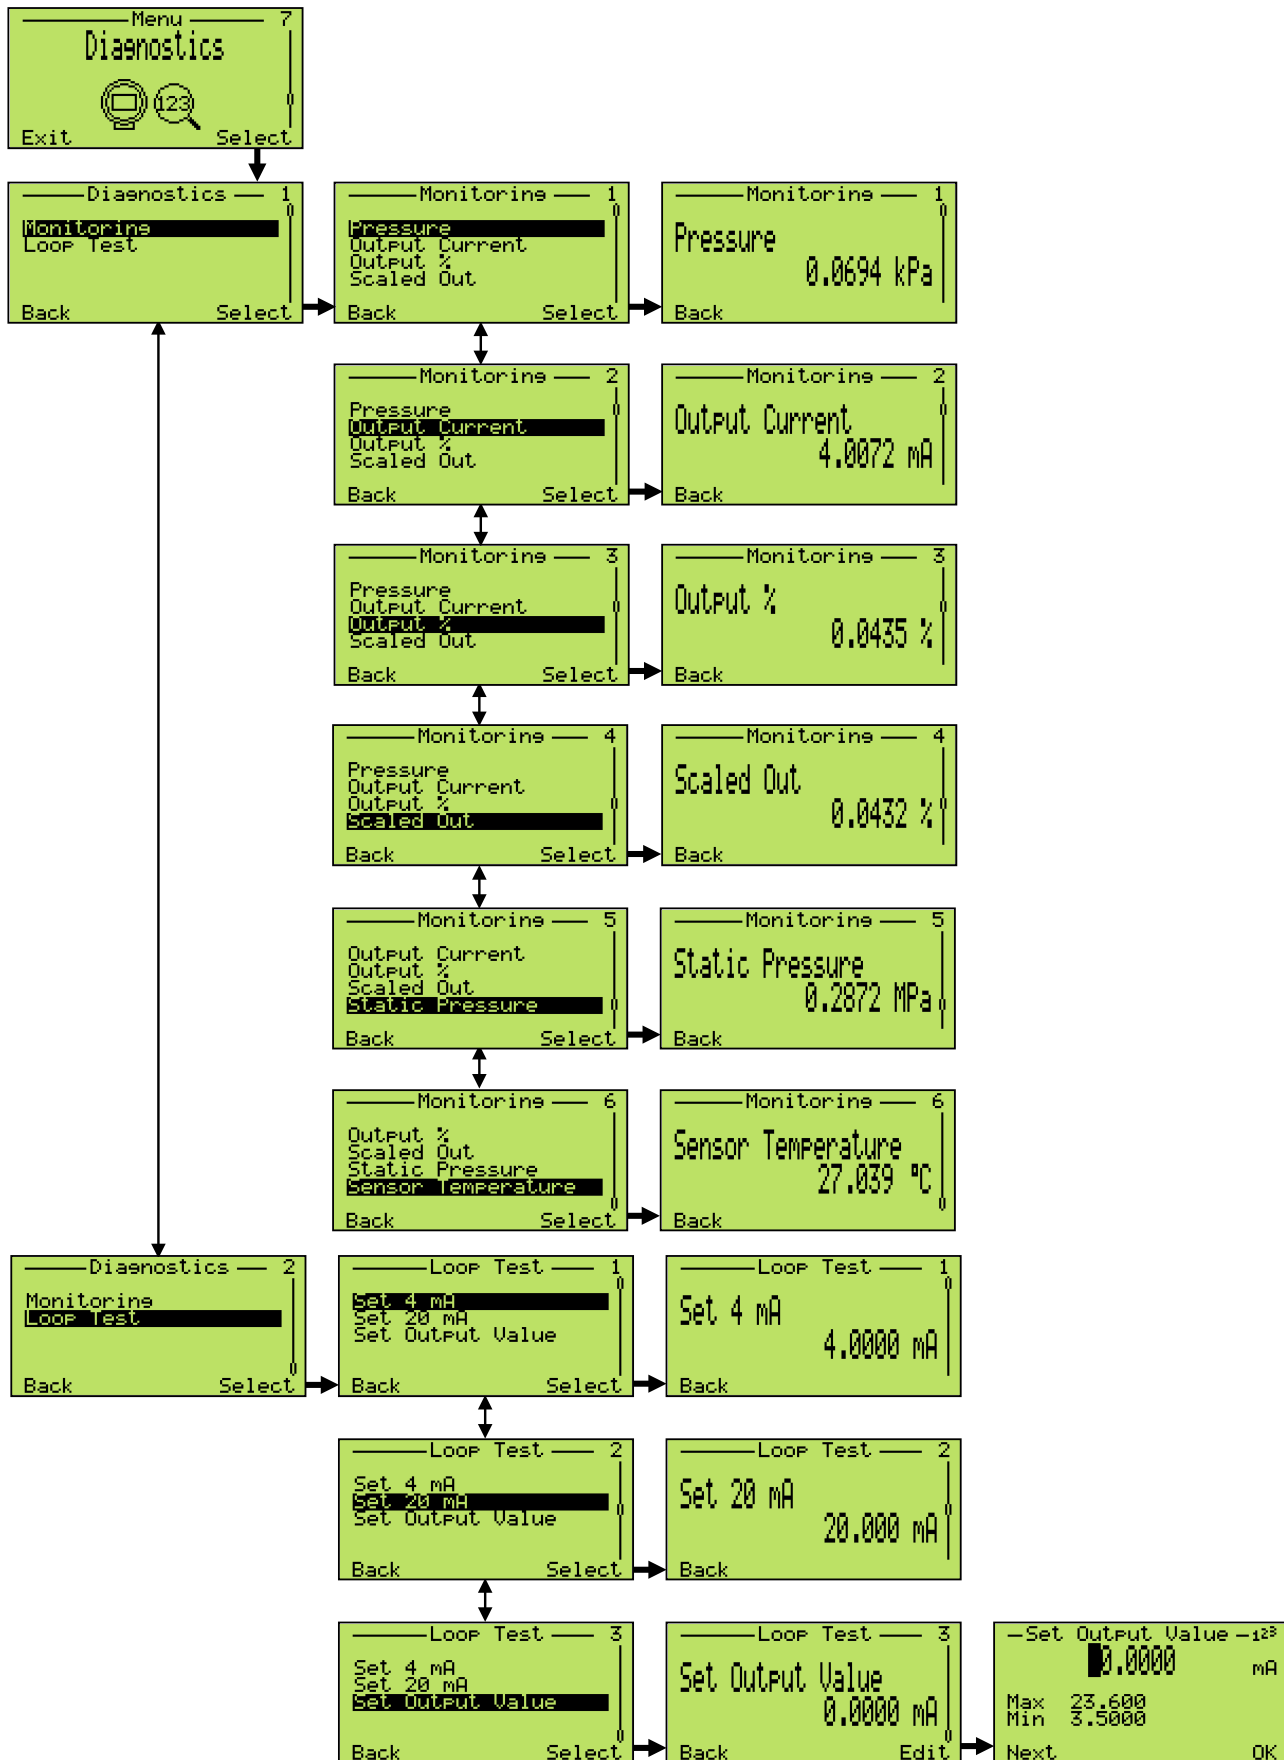 Menu 7
Diagnostics
123
Exit Select
Diagnostics 1
Monitoring
Loop Test
Back Select
Monitoring 1
Pressure
Output Current
Output %
Scaled Out
Back Select
Monitoring 1
Pressure
0.0694 kPa
Back
Monitoring 2
Pressure
Output Current
Output %
Scaled Out
Back Select
Monitoring 2
Output Current
4.0072 mA
Back
Monitoring 3
Pressure
Output Current
Output %
Scaled Out
Back Select
Monitoring 3
Output %
0.0435 %
Back
Monitoring 4
Pressure
Output Current
Output %
Scaled Out
Back Select
Monitoring 4
Scaled Out
0.0432 %
Back
Monitoring 5
Output Current
Output %
Scaled Out
Static Pressure
Back Select
Monitoring 5
Static Pressure
0.2872 MPa
Back
Monitoring 6
Output %
Scaled Out
Static Pressure
Sensor Temperature
Back Select
Monitoring 6
Sensor Temperature
27.039 °C
Back
Diagnostics 2
Monitoring
Loop Test
Back Select
Loop Test 1
Set 4 mA
Set 20 mA
Set Output Value
Back Select
Loop Test 1
Set 4 mA
4.0000 mA
Back
Loop Test 2
Set 4 mA
Set 20 mA
Set Output Value
Back Select
Loop Test 2
Set 20 mA
20.000 mA
Back
Loop Test 3
Set 4 mA
Set 20 mA
Set Output Value
Back Select
Loop Test 3
Set Output Value
0.0000 mA
Back Edit
Set Output Value 123
0.0000 mA
Max 23.600
Min 3.5000
Next OK